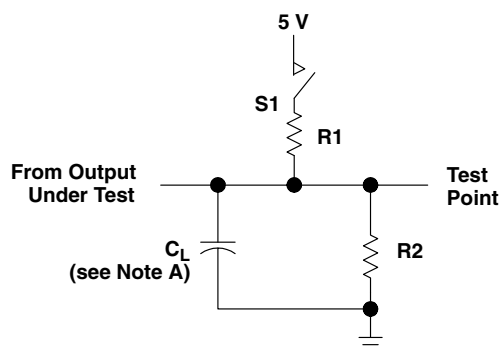 5 V
S1
R1
From Output
Under Test
Test
Point
CL
(see Note A)
R2